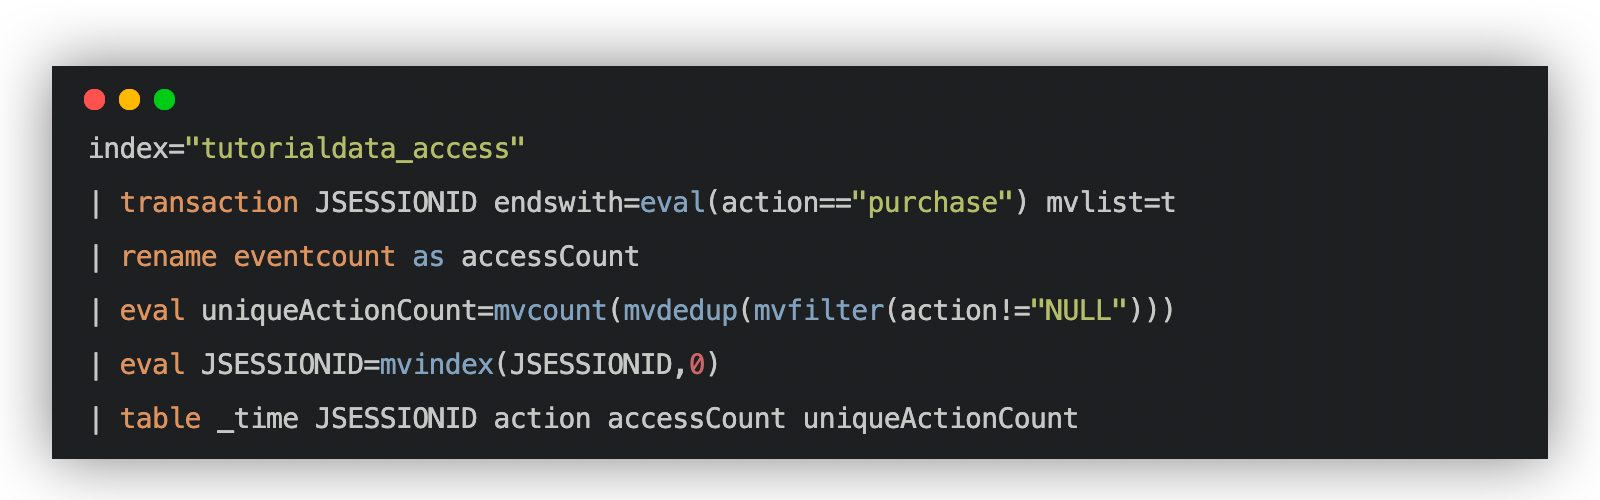 index="tutorialdata_access"
| transaction JSESSIONID endswith=eval(action=="purchase") mvlist=t
| rename eventcount as accessCount
| eval uniqueActionCount=mvcount(mvdedup(mvfilter(action!="NULL")))
| eval JSESSIONID=mvindex(JSESSIONID,0)
| table _time JSESSIONID action accessCount uniqueActionCount